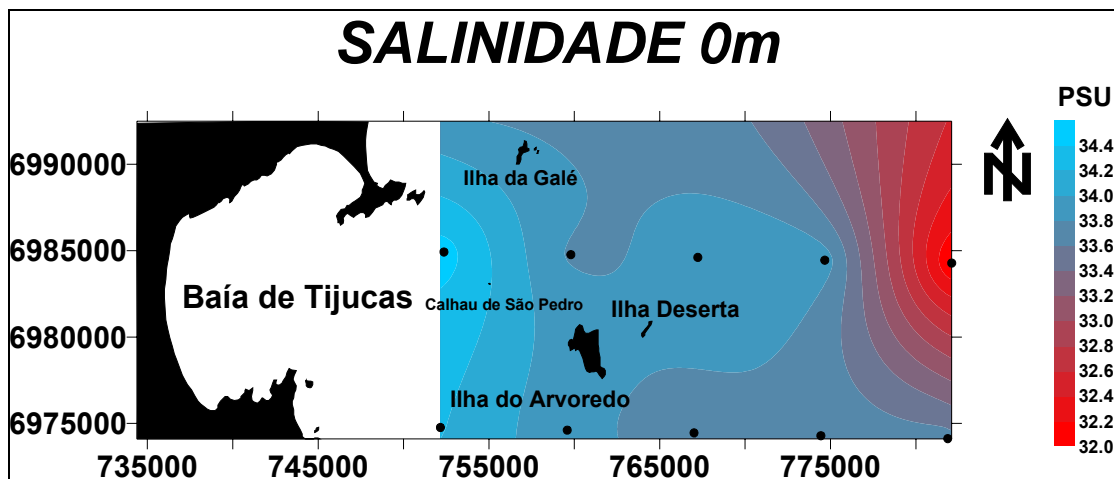 SALINIDADE 0m
PSU
N
6990000
6985000
6980000
6975000
735000 745000 755000 765000 775000
Ilha da Galé
Baía de Tijucas
Calhau de São Pedro
Ilha Deserta
Ilha do Arvoredo
34.4
34.2
34.0
33.8
33.6
33.4
33.2
33.0
32.8
32.6
32.4
32.2
32.0